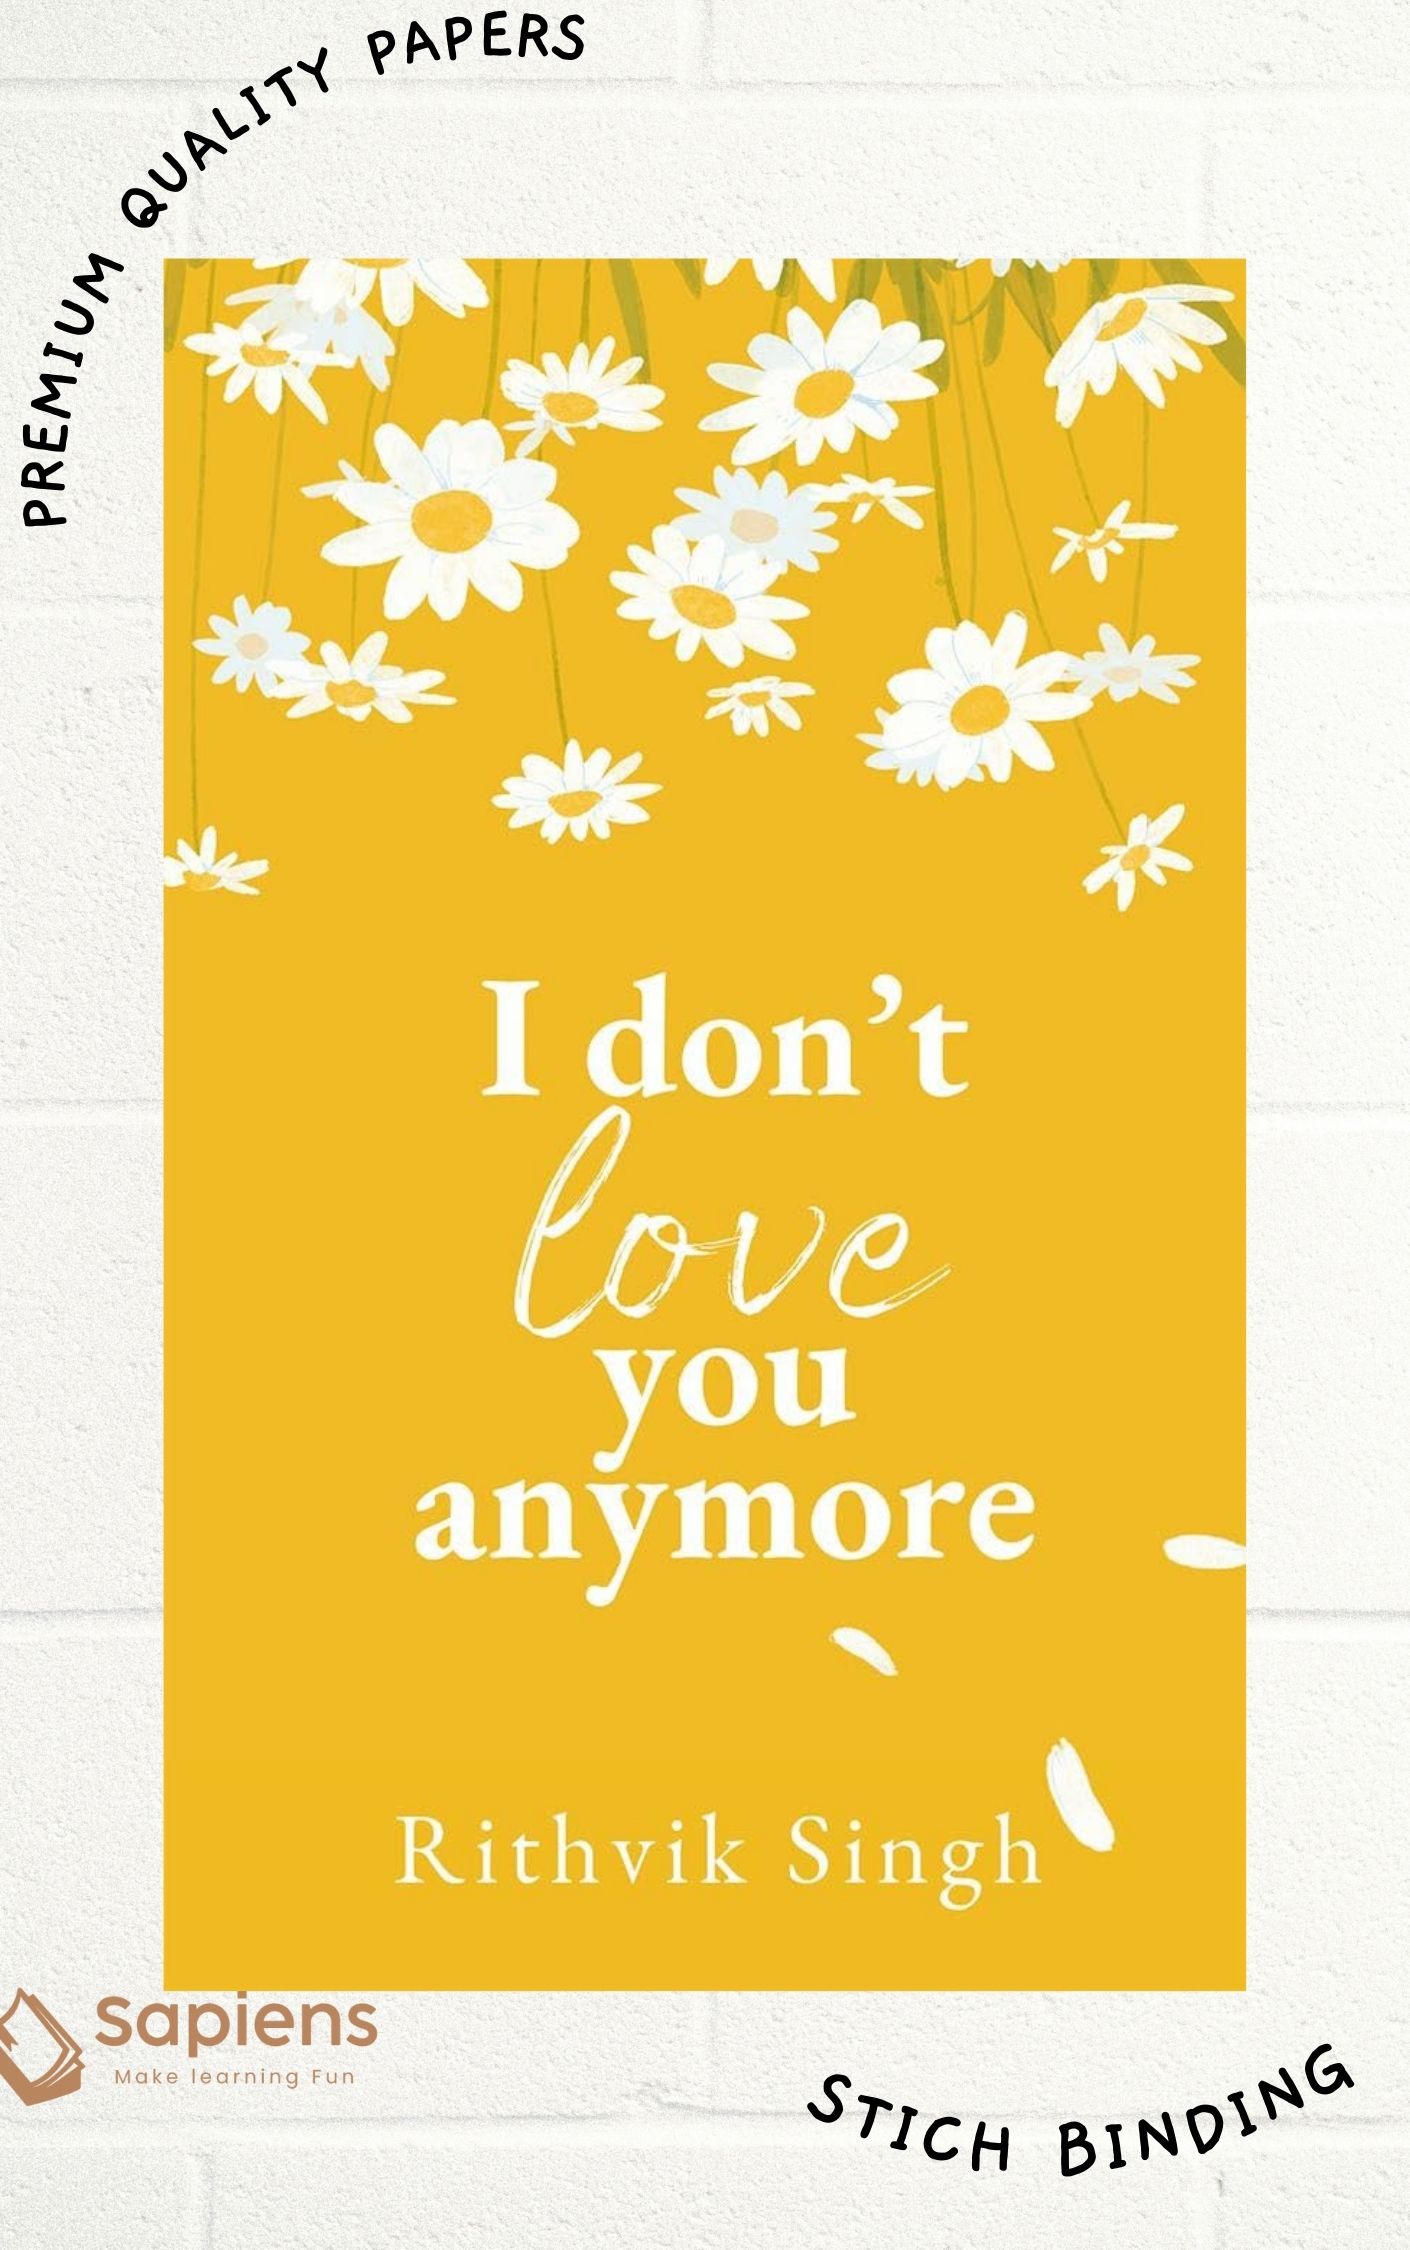 PREMIUM QUALITY PAPERS
I don't
love
you
anymore
Rithvik Singh
Sapiens
Make learning Fun
STICH BINDING